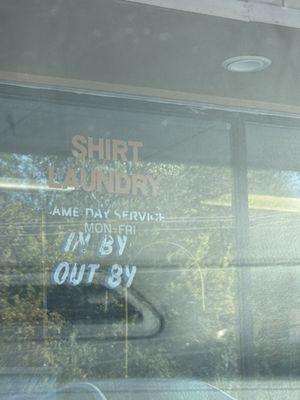 SHIRT
LAUNDRY
AME DAY SERVICE
MON-FRI
IN BY
OUT BY